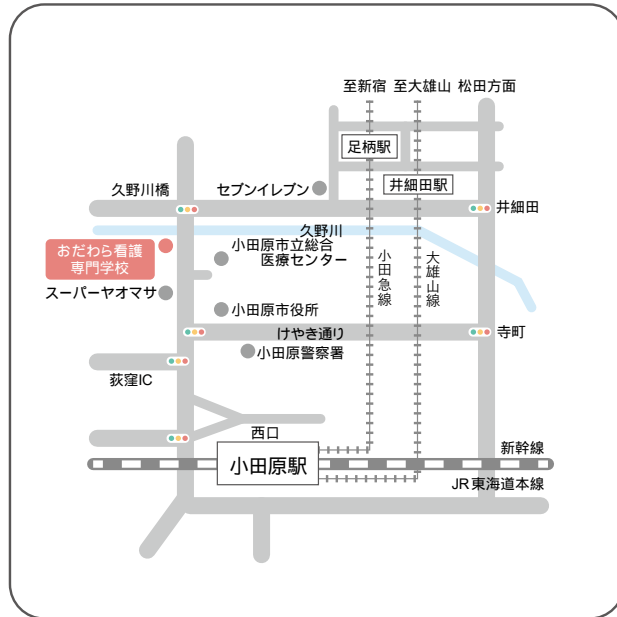 至新宿
至大雄山
松田方面
足柄駅
井細田駅
久野川橋
セブンイレブン
井細田
久野川
おだわら看護
専門学校
小田原市立総合
医療センター
小田急線
大雄山線
スーパーヤオマサ
小田原市役所
けやき通り
寺町
小田原警察署
荻窪IC
西口
小田原駅
新幹線
JR東海道本線